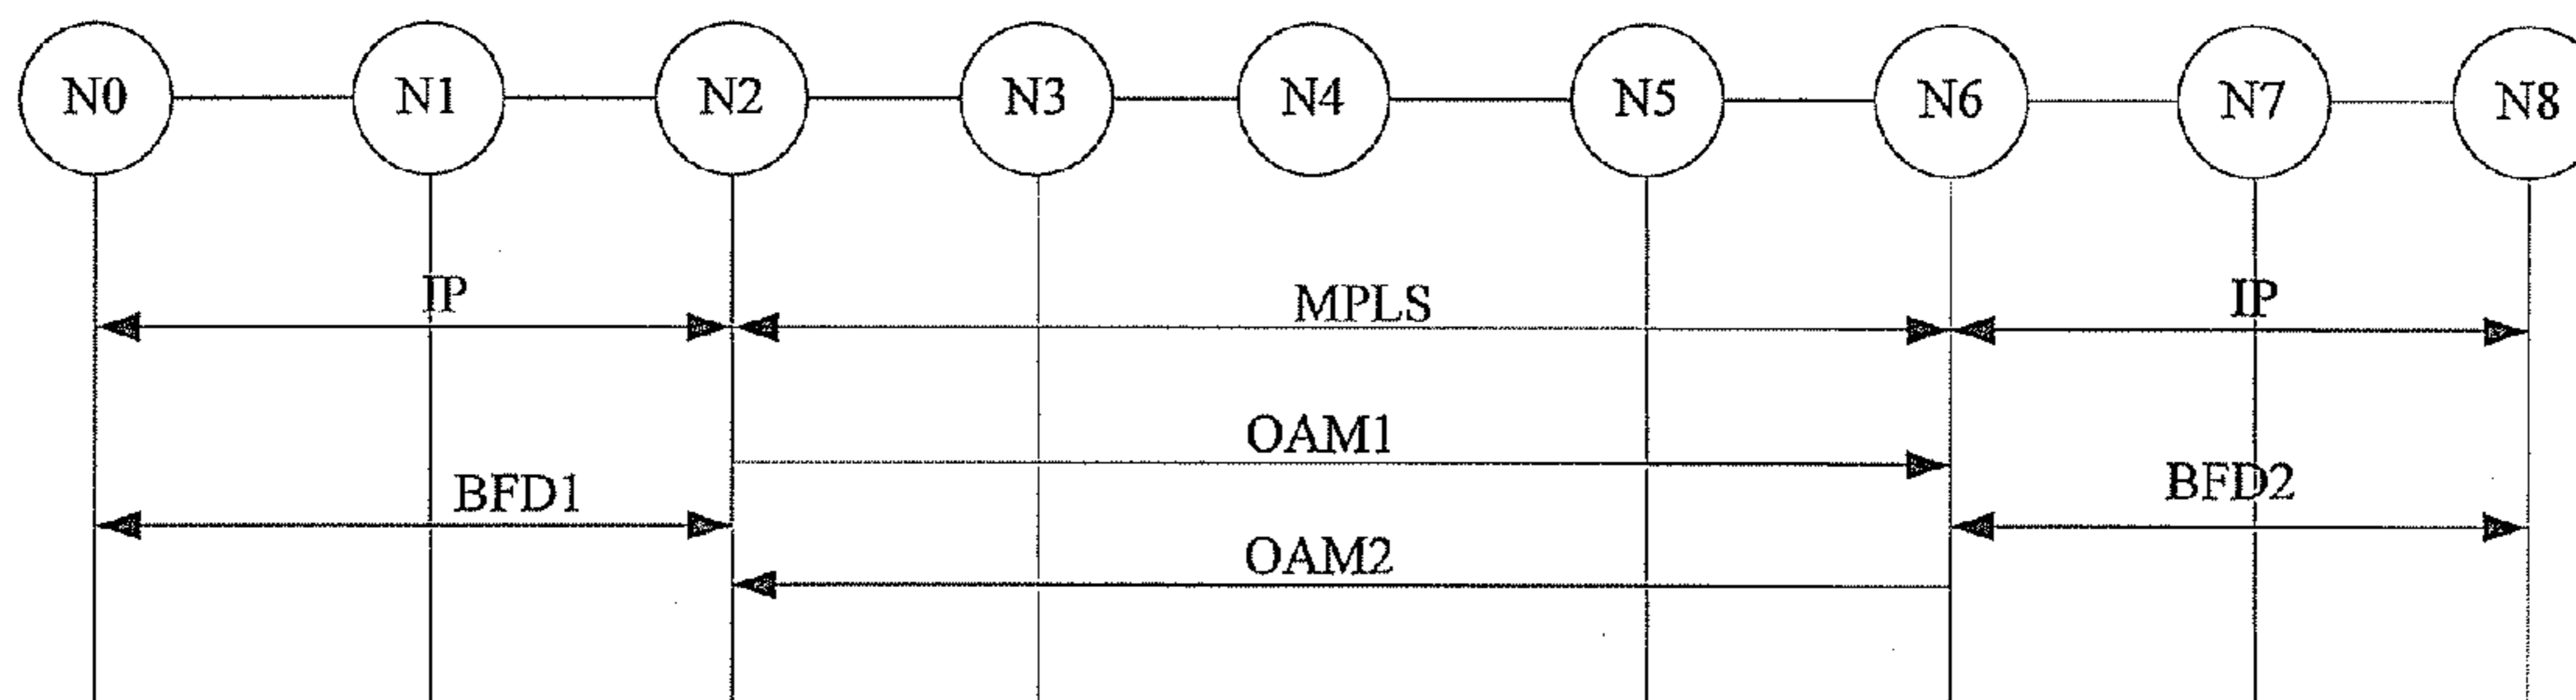 N0 N1 N2 N3 N4 N5 N6 N7 N8
IP MPLS IP
OAM1
BFD1 BFD2
OAM2